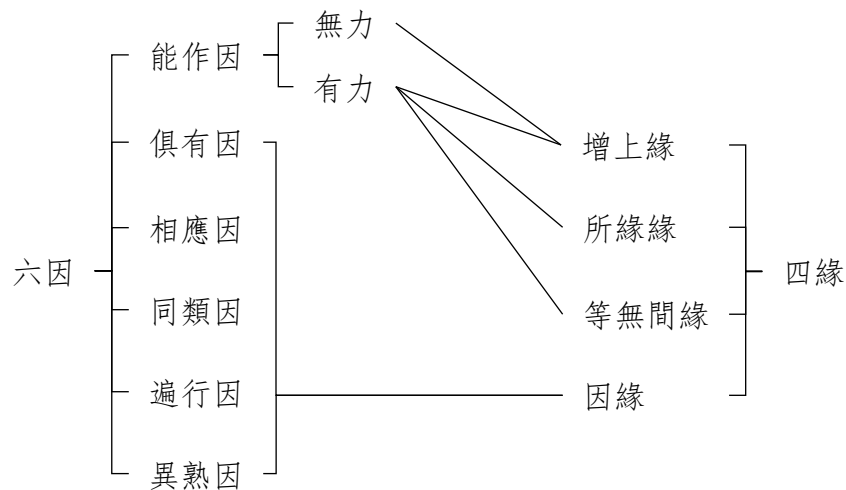 六因
能作因
無力
有力
俱有因
相應因
同類因
遍行因
異熟因
增上緣
所緣緣
等無間緣
因緣
四緣